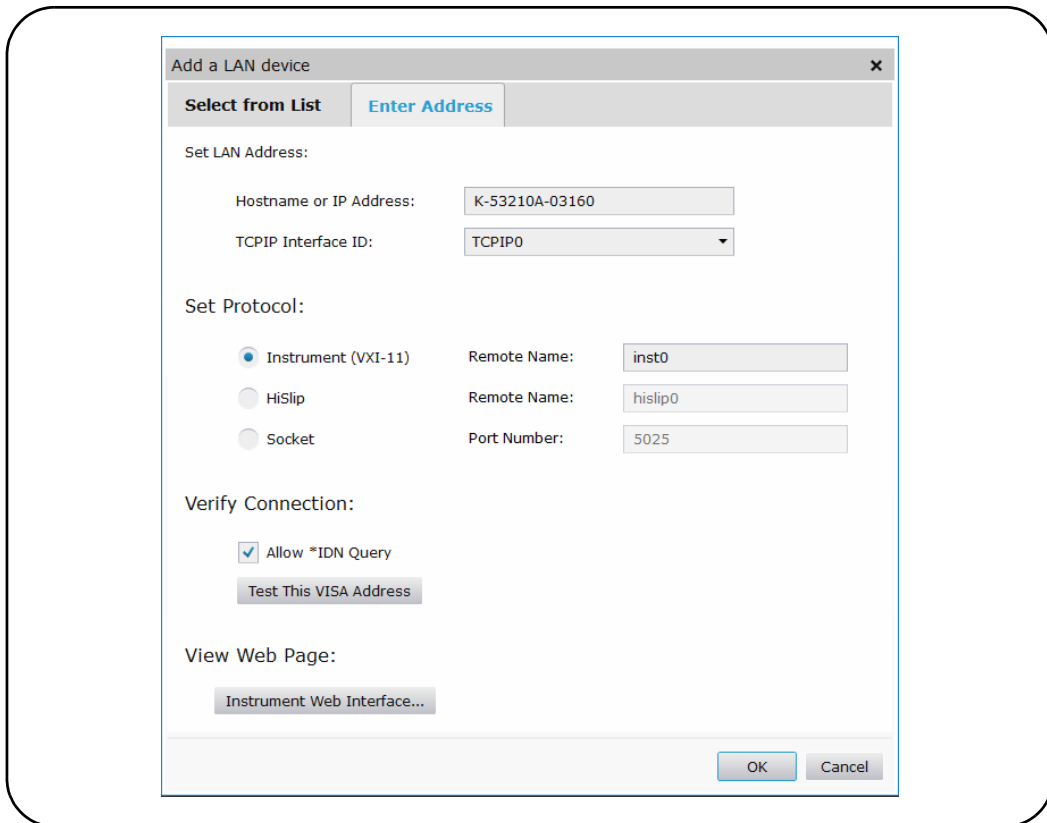 Add a LAN device
Select from List Enter Address
Set LAN Address:
Hostname or IP Address: K-53210A-03160
TCPIP Interface ID: TCPIP0
Set Protocol:
Instrument (VXI-11) Remote Name: inst0
HiSlip Remote Name: hislip0
Socket Port Number: 5025
Verify Connection:
Allow *IDN Query
Test This VISA Address
View Web Page:
Instrument Web Interface...
OK Cancel